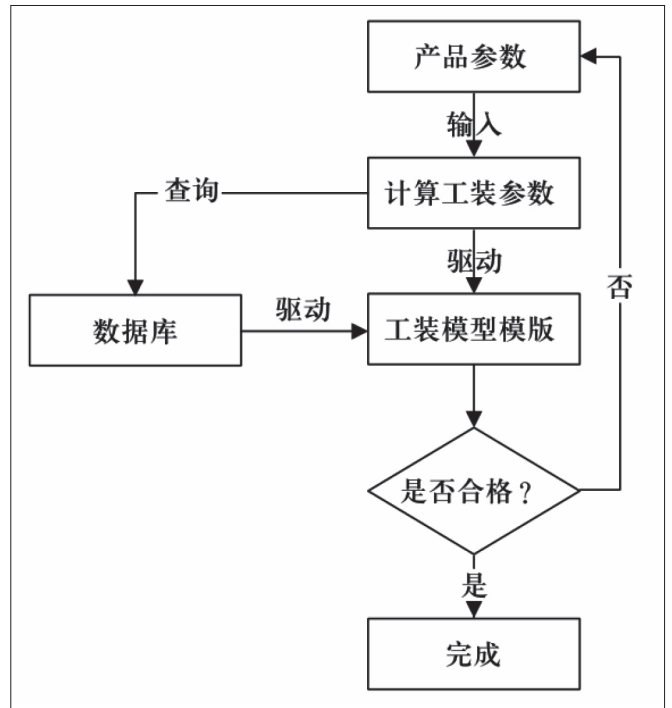 产品参数
输入
查询
计算工装参数
驱动
否
数据库
驱动
工装模型模版
是否合格？
是
完成